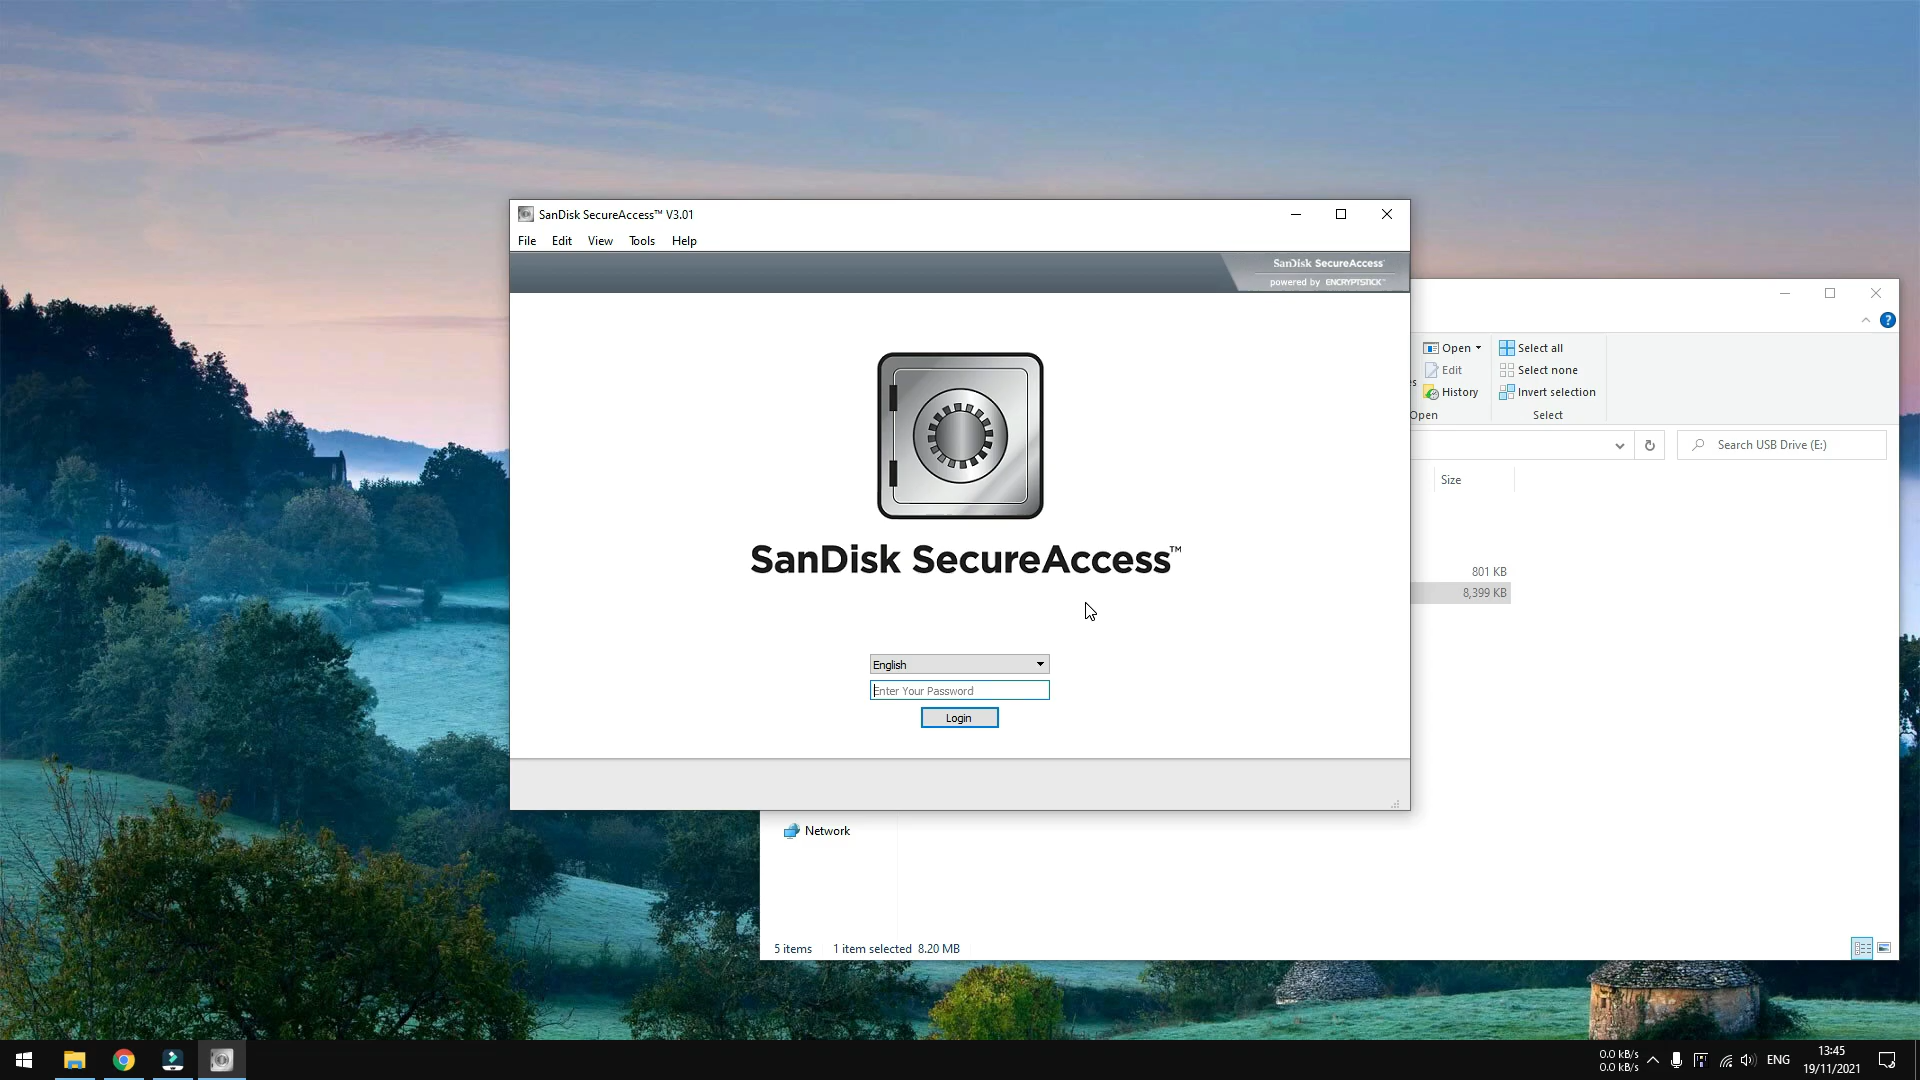 SanDisk SecureAccess™ V3.01
File Edit View Tools Help
SanDisk SecureAccess™
powered by ENCRYPTSTICK™
SanDisk SecureAccess™
English
Enter Your Password
Login
Open
Select all
Edit
Select none
History
Invert selection
Open
Select
Search USB Drive (E:)
Size
801 KB
8,399 KB
Network
5 items 1 item selected 8.20 MB
0.0 kB/s
0.0 kB/s
ENG
13:45
19/11/2021